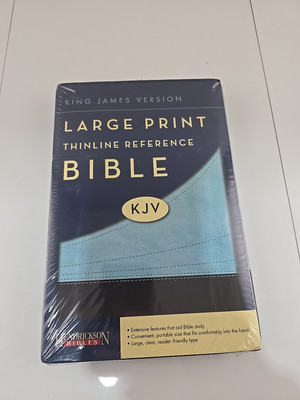 KING JAMES VERSION
LARGE PRINT
THINLINE REFERENCE
BIBLE
KJV
HENDRICKSON
BIBLES
• Extensive features that aid Bible study
• Convenient, portable size that fits comfortably into the hand
• Large, clear, reader-friendly type